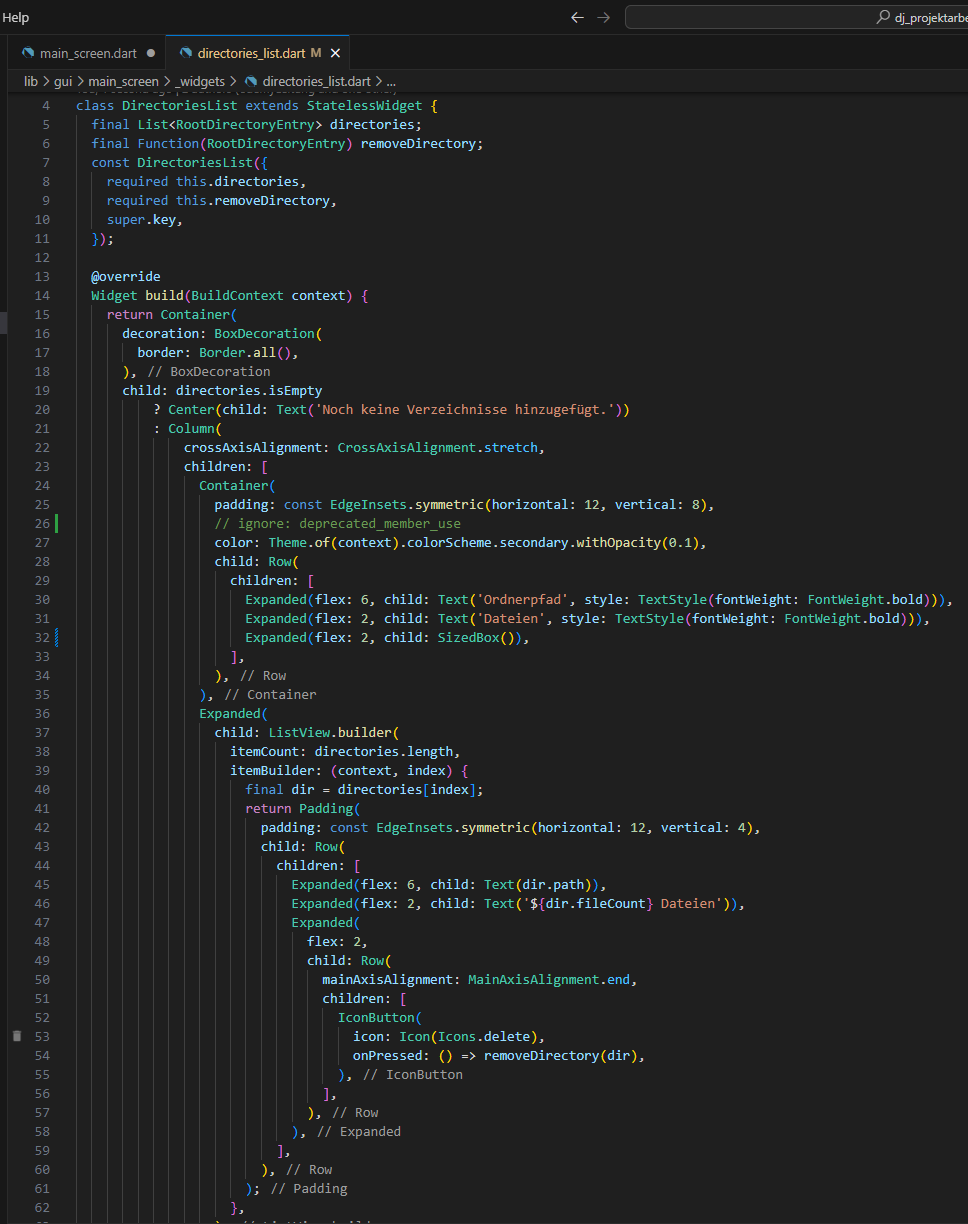 Help
dj_projektarbe
main_screen.dart
directories_list.dart M
lib > gui > main_screen > _widgets > directories_list.dart > ...
4 class DirectoriesList extends StatelessWidget {
5 final List<RootDirectoryEntry> directories;
6 final Function(RootDirectoryEntry) removeDirectory;
7 const DirectoriesList({
8 required this.directories,
9 required this.removeDirectory,
10 super.key,
11 });
12
13 @override
14 Widget build(BuildContext context) {
15 return Container(
16 decoration: BoxDecoration(
17 border: Border.all(),
18 ), // BoxDecoration
19 child: directories.isEmpty
20 ? Center(child: Text('Noch keine Verzeichnisse hinzugefügt.'))
21 : Column(
22 crossAxisAlignment: CrossAxisAlignment.stretch,
23 children: [
24 Container(
25 padding: const EdgeInsets.symmetric(horizontal: 12, vertical: 8),
26 // ignore: deprecated_member_use
27 color: Theme.of(context).colorScheme.secondary.withOpacity(0.1),
28 child: Row(
29 children: [
30 Expanded(flex: 6, child: Text('Ordnerpfad', style: TextStyle(fontWeight: FontWeight.bold))),
31 Expanded(flex: 2, child: Text('Dateien', style: TextStyle(fontWeight: FontWeight.bold))),
32 Expanded(flex: 2, child: SizedBox()),
33 ],
34 ), // Row
35 ), // Container
36 Expanded(
37 child: ListView.builder(
38 itemCount: directories.length,
39 itemBuilder: (context, index) {
40 final dir = directories[index];
41 return Padding(
42 padding: const EdgeInsets.symmetric(horizontal: 12, vertical: 4),
43 child: Row(
44 children: [
45 Expanded(flex: 6, child: Text(dir.path)),
46 Expanded(flex: 2, child: Text('${dir.fileCount} Dateien')),
47 Expanded(
48 flex: 2,
49 child: Row(
50 mainAxisAlignment: MainAxisAlignment.end,
51 children: [
52 IconButton(
53 icon: Icon(Icons.delete),
54 onPressed: () => removeDirectory(dir),
55 ), // IconButton
56 ],
57 ), // Row
58 ), // Expanded
59 ],
60 ), // Row
61 ); // Padding
62 },